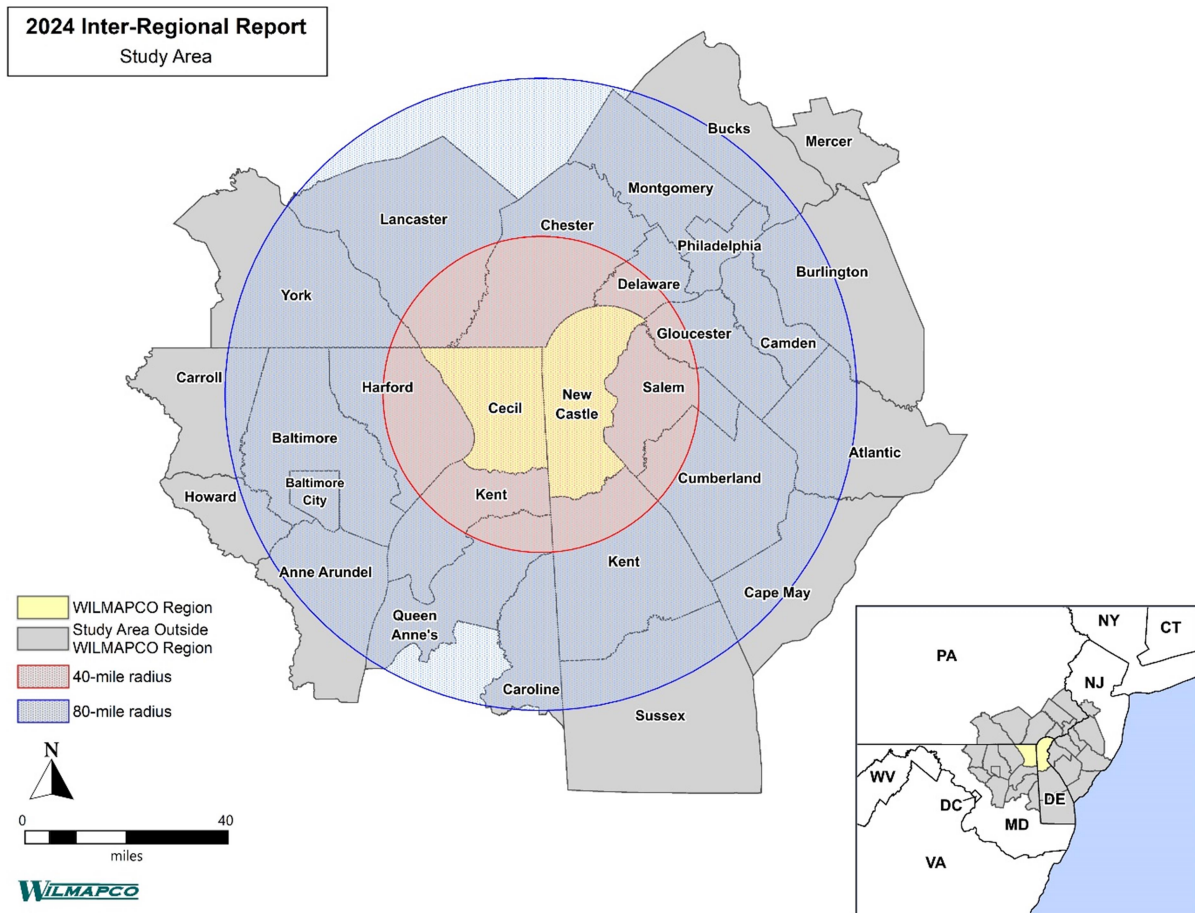 2024 Inter-Regional Report
Study Area
Bucks
Mercer
Montgomery
Lancaster
Chester
Philadelphia
Delaware
Burlington
York
Gloucester
Camden
Carroll
Harford
Salem
New
Castle
Cecil
Baltimore
Atlantic
Cumberland
Baltimore
City
Howard
Kent
Kent
Anne Arundel
Cape May
Queen
Anne's
Caroline
Sussex
WILMAPCO Region
Study Area Outside
WILMAPCO Region
40-mile radius
80-mile radius
N
0 40
miles
WILMAPCO
NY
CT
PA
NJ
WV
DC
DE
MD
VA